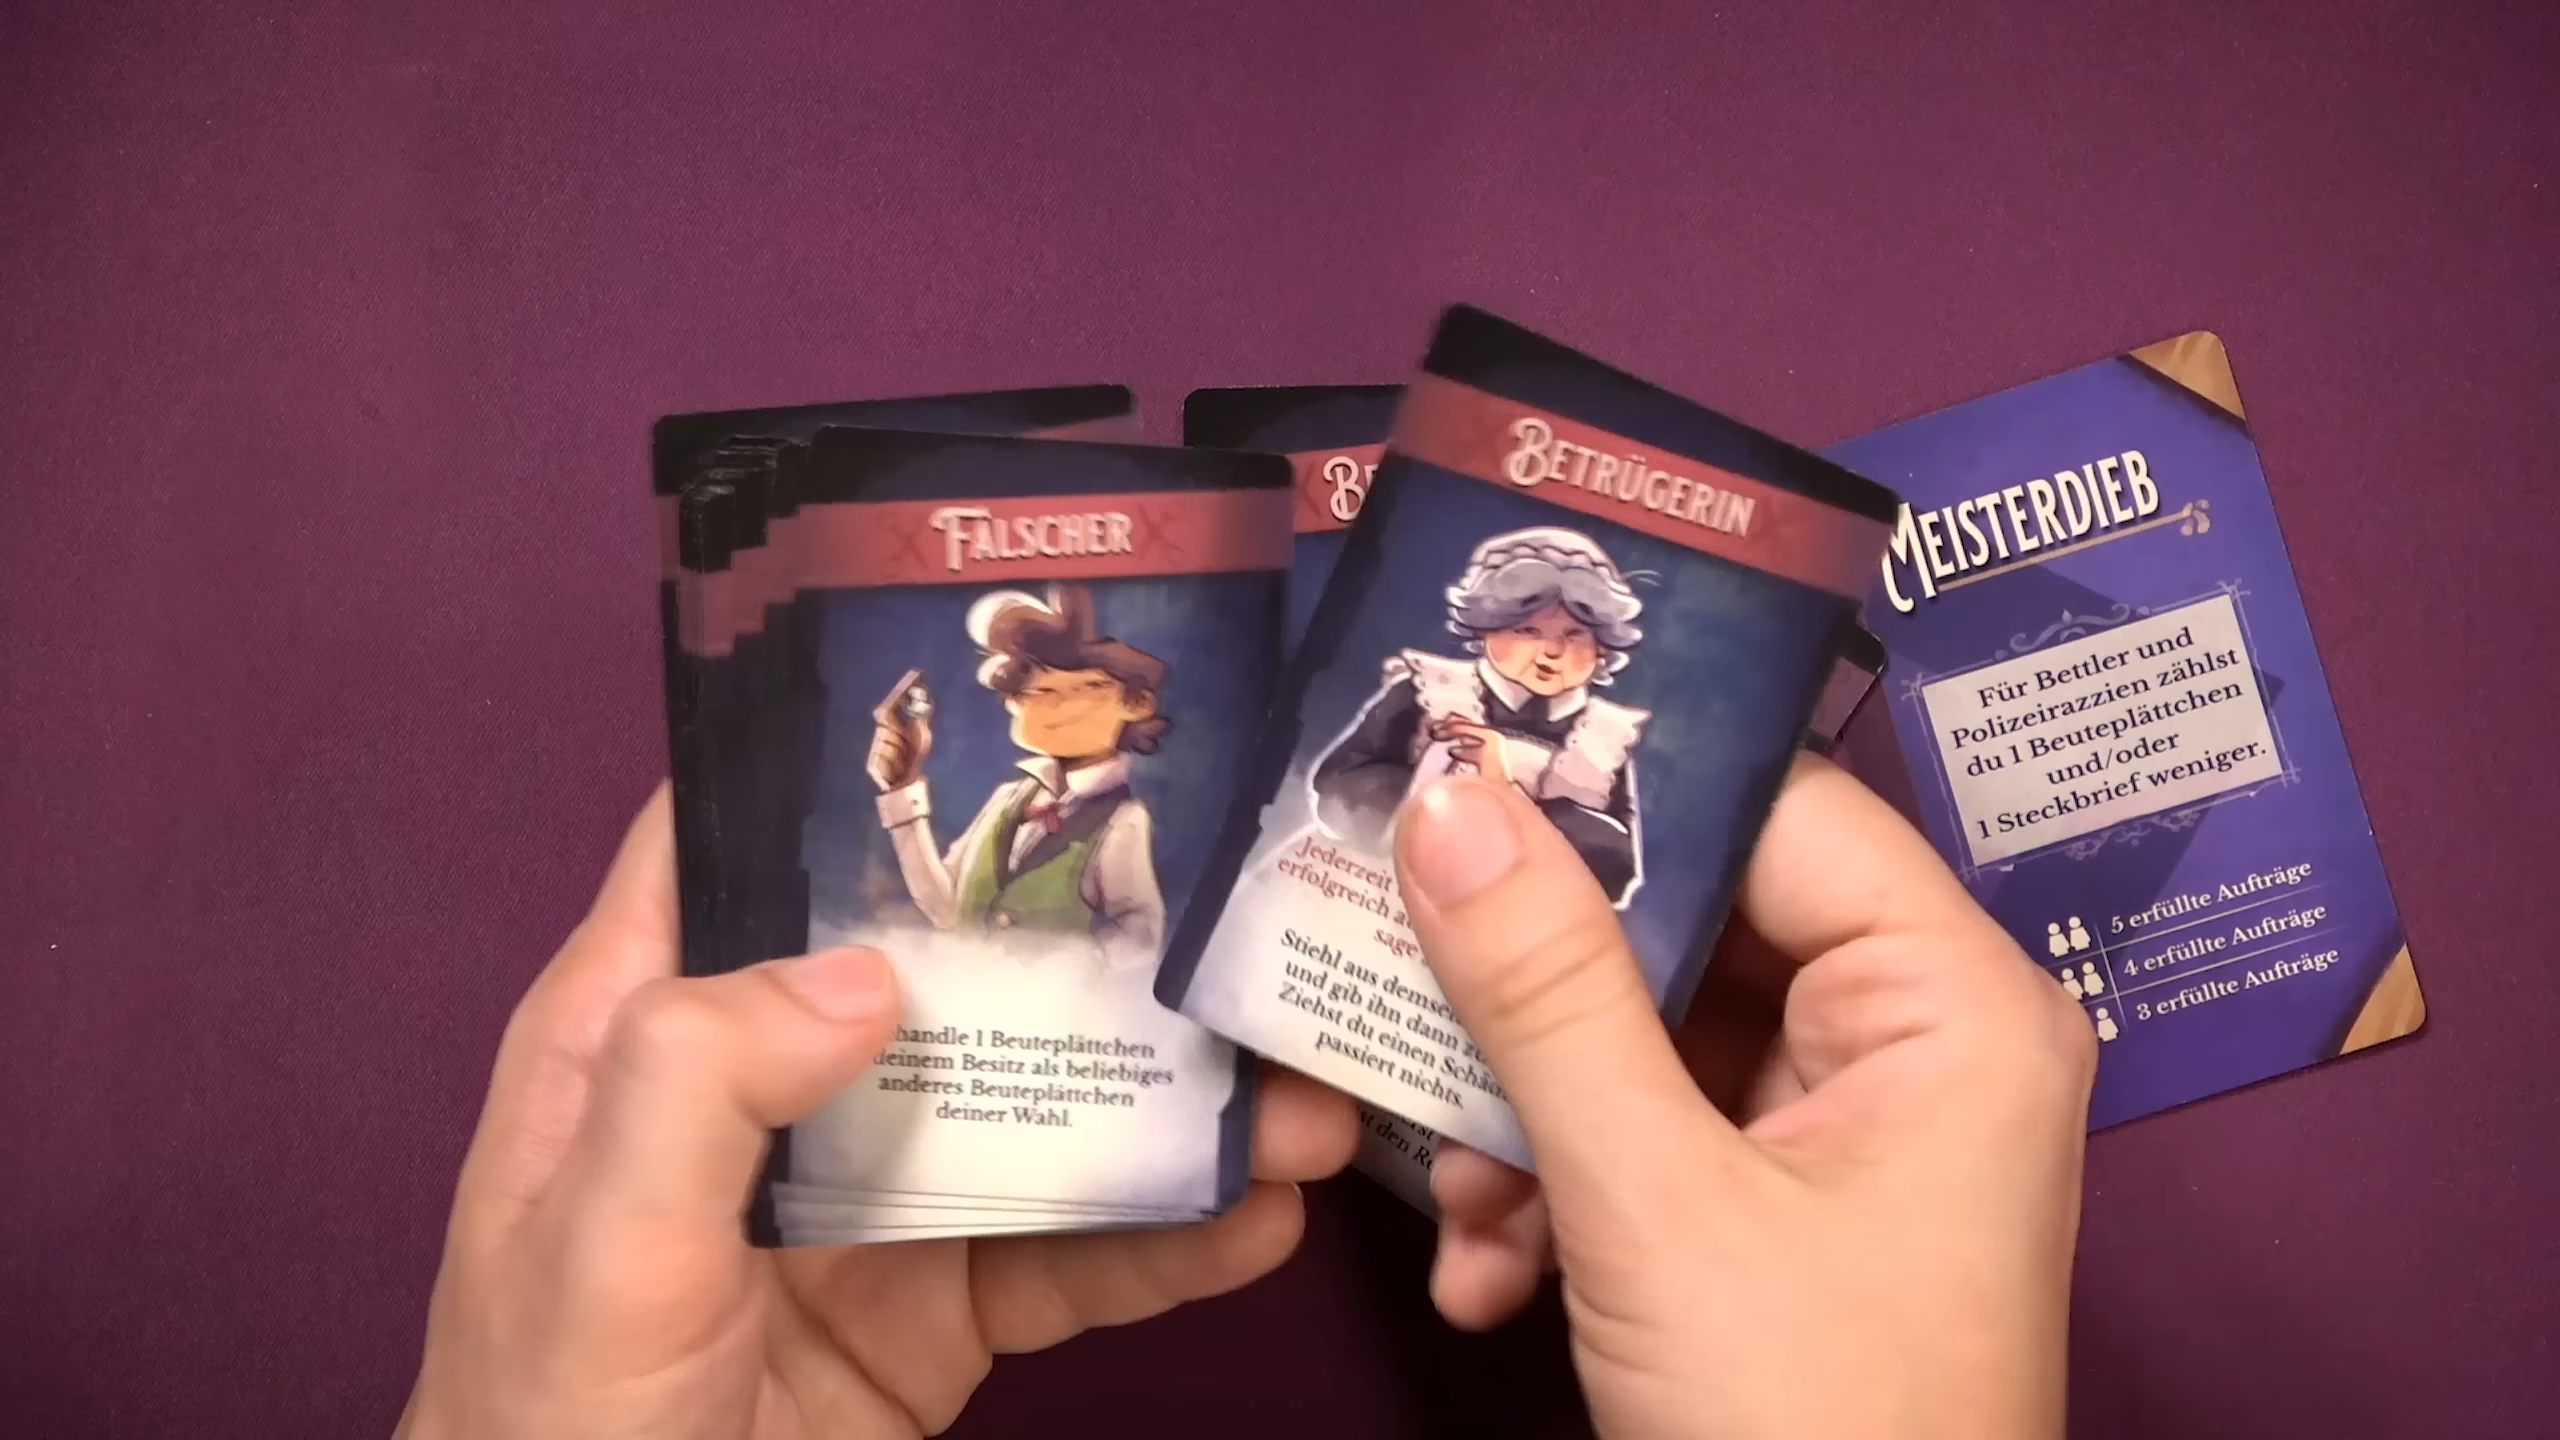 FÄLSCHER
handle 1 Beuteplättchen
deinem Besitz als beliebiges
anderes Beuteplättchen
deiner Wahl.
BE
BETRÜGERIN
Jederzeit
erfolgreich
sage
Stiehl aus
und gib ihn dann
Ziehst du einen
passiert nichts.
den
MEISTERDIEB
Für Bettler und
Polizeirazzien zählst
du 1 Beuteplättchen
und/oder
1 Steckbrief weniger.
5 erfüllte Aufträge
4 erfüllte Aufträge
3 erfüllte Aufträge